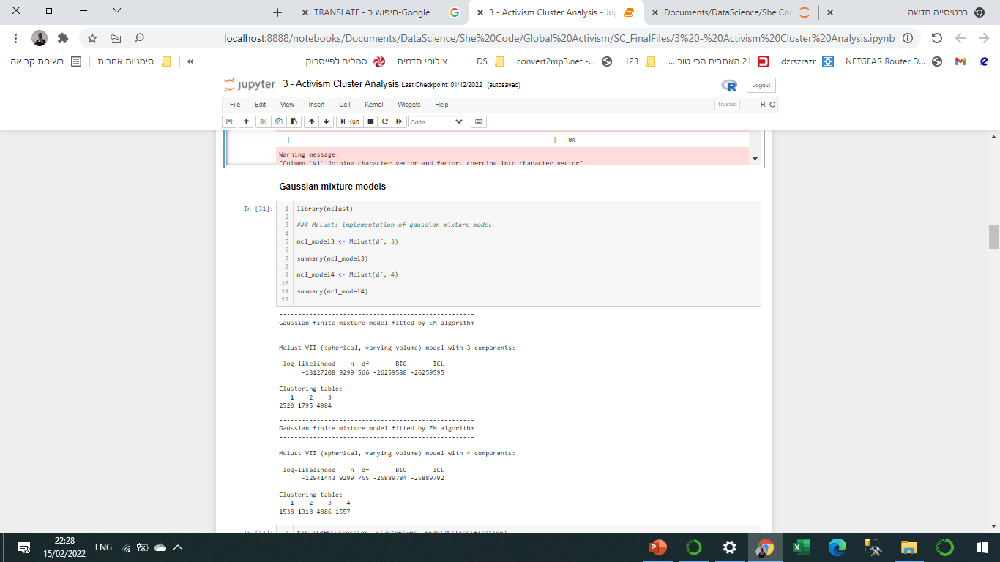 חיפוש ב-Google - TRANSLATE
3 - Activism Cluster Analysis - Ju
Documents/DataScience/She Co
כרטיסייה חדשה
localhost:8888/notebooks/Documents/DataScience/She%20Code/Global%20Activism/SC_FinalFiles/3%20-%20Activism%20Cluster%20Analysis.ipynb
NETGEAR Router D...
dzrszrazr
21 האתרים הכי טובי...
123
convert2mp3.net -...
DS
צילומי תדמית
סמלים לפייסבוק
»
סימניות אחרות
רשימת קריאה
jupyter 3 - Activism Cluster Analysis Last Checkpoint: 01/12/2022 (autosaved)
Logout
File Edit View Insert Cell Kernel Widgets Help
Trusted
R
Run
Code
| | 0%
Warning message:
"Column `V1` joining character vector and factor, coercing into character vector"
Gaussian mixture models
In [31]:
1 library(mclust)
2
3 ### Mclust: implementation of gaussian mixture model
4
5 mcl_model3 <- Mclust(df, 3)
6
7 summary(mcl_model3)
8
9 mcl_model4 <- Mclust(df, 4)
10
11 summary(mcl_model4)
12
----------------------------------------------------
Gaussian finite mixture model fitted by EM algorithm
----------------------------------------------------
Mclust VII (spherical, varying volume) model with 3 components:
log-likelihood n df BIC ICL
-13127208 9299 566 -26259588 -26259595
Clustering table:
1 2 3
2520 1795 4984
----------------------------------------------------
Gaussian finite mixture model fitted by EM algorithm
----------------------------------------------------
Mclust VII (spherical, varying volume) model with 4 components:
log-likelihood n df BIC ICL
-12941443 9299 755 -25889784 -25889792
Clustering table:
1 2 3 4
1538 1318 4886 1557
22:28
15/02/2022
ENG